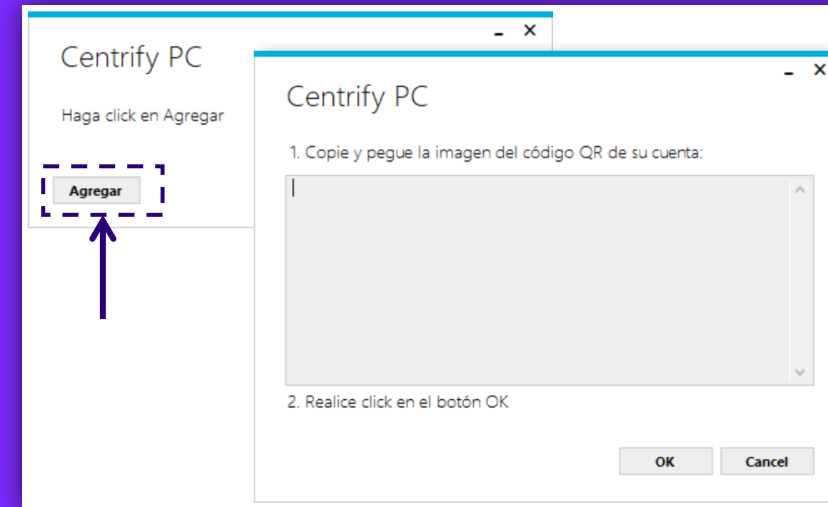 Centrify PC
Haga click en Agregar
Agregar
Centrify PC
1. Copie y pegue la imagen del código QR de su cuenta:
2. Realice click en el botón OK
OK
Cancel